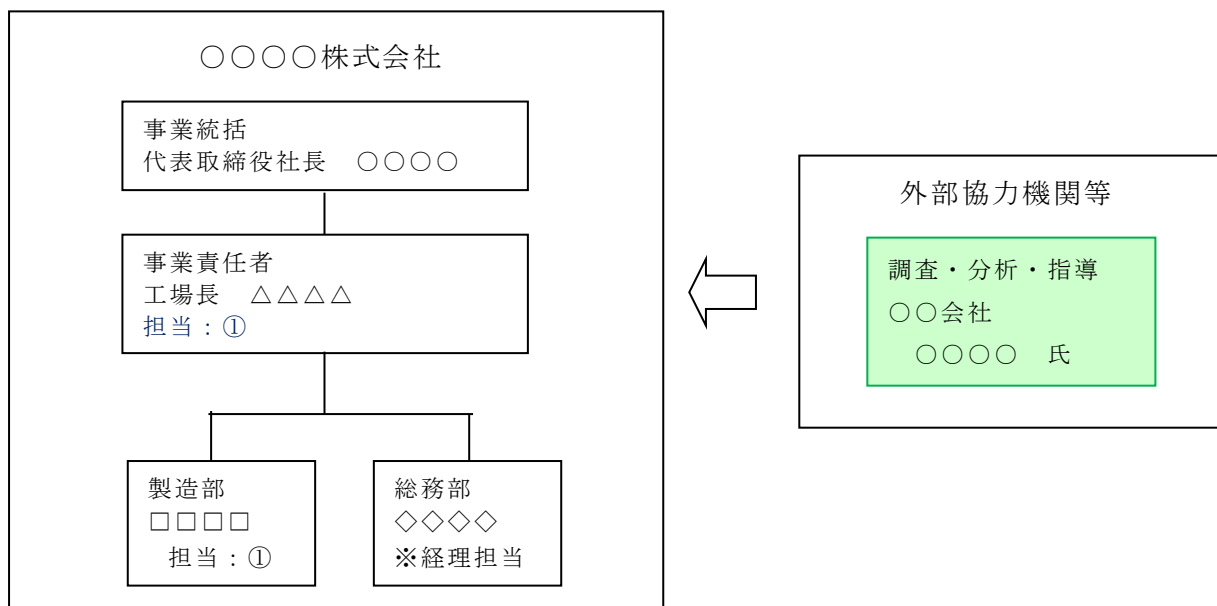 ○○○○株式会社
事業統括
代表取締役社長　○○○○
事業責任者
工場長　△△△△
担当：①
製造部
□□□□
担当：①
総務部
◇◇◇◇
※経理担当
外部協力機関等
調査・分析・指導
○○会社
○○○○　氏